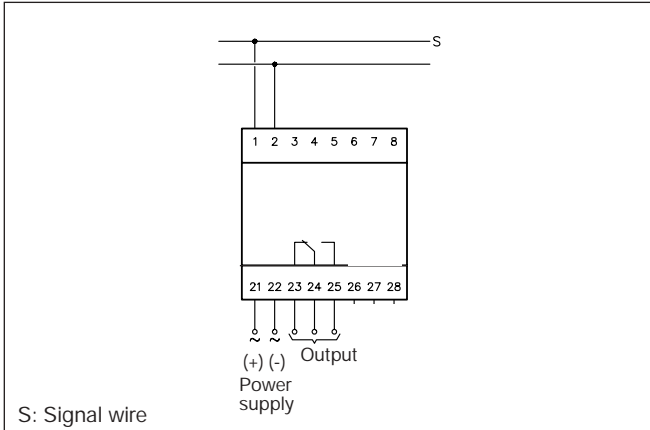 S
1 2 3 4 5 6 7 8
21 22 23 24 25 26 27 28
~ ~
(+) (-) Output
Power
supply
S: Signal wire